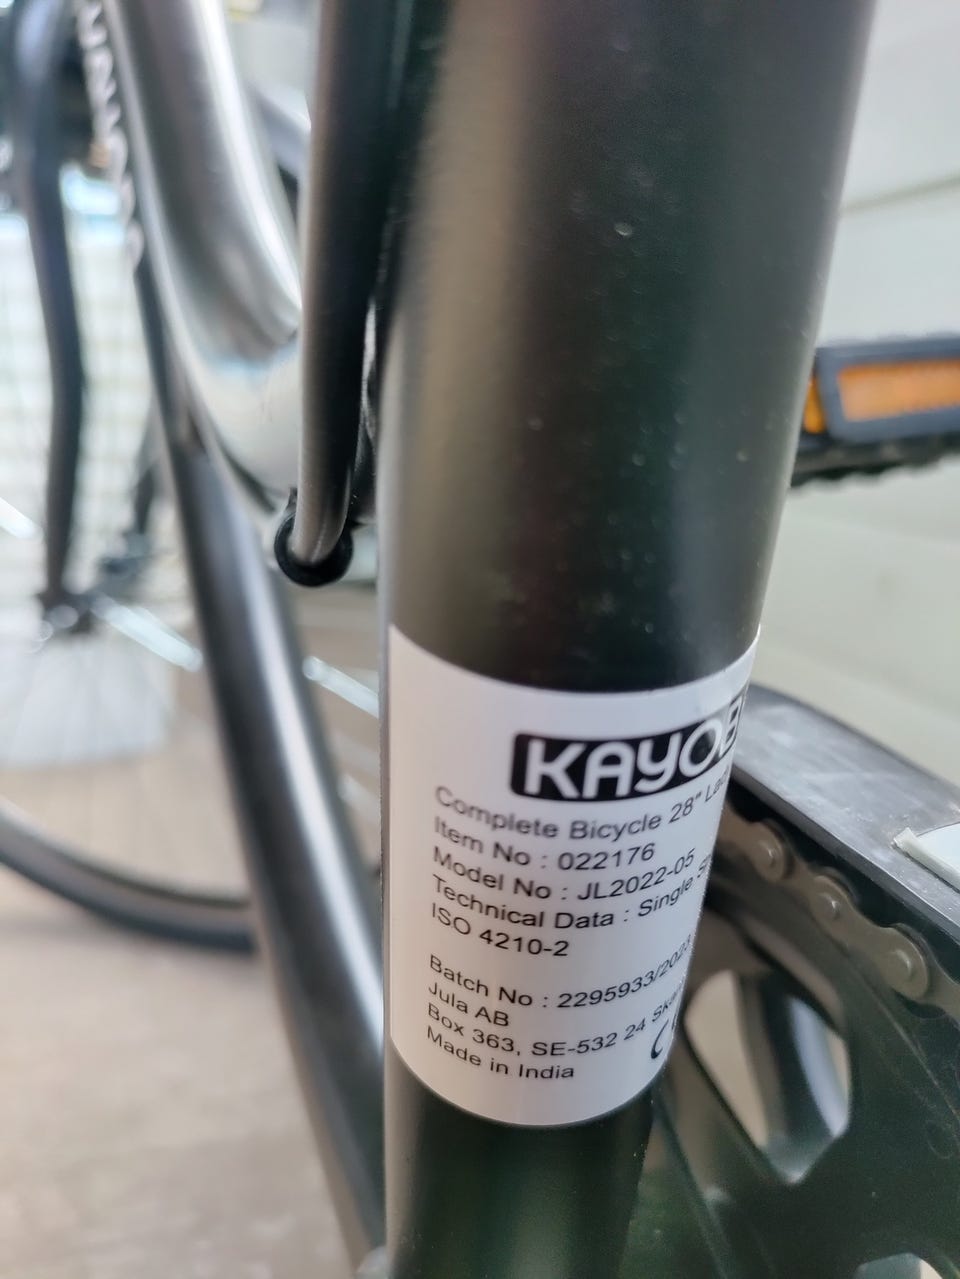 KAYO
Complete Bicycle 28"
Item No : 022176
Model No : JL2022-05
Technical Data : Single
ISO 4210-2
Batch No : 2295933/2023
Jula AB
Box 363, SE-532 24
Made in India